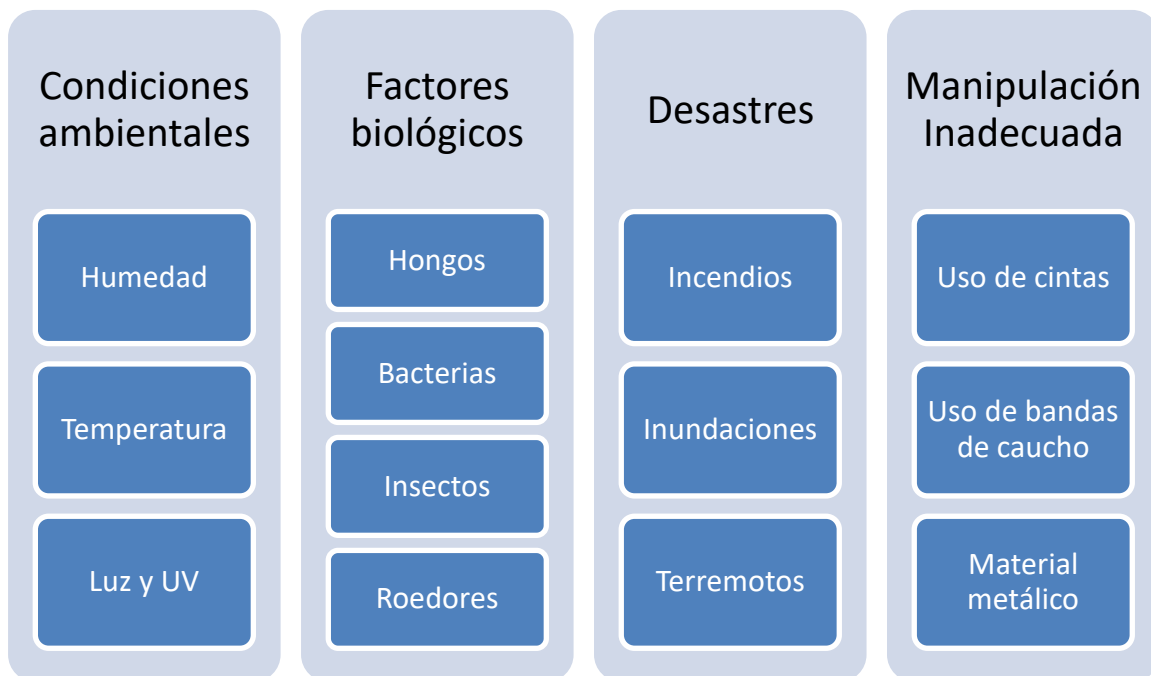 Condiciones
ambientales
Humedad
Temperatura
Luz y UV
Factores
biológicos
Hongos
Bacterias
Insectos
Roedores
Desastres
Incendios
Inundaciones
Terremotos
Manipulación
Inadecuada
Uso de cintas
Uso de bandas
de caucho
Material
metálico